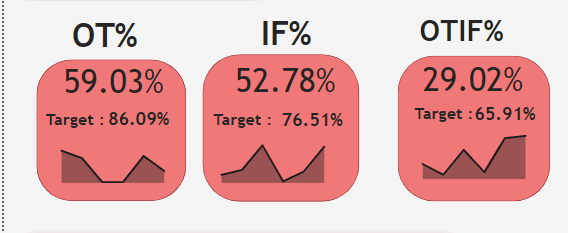 OT%
59.03%
Target : 86.09%
IF%
52.78%
Target : 76.51%
OTIF%
29.02%
Target : 65.91%